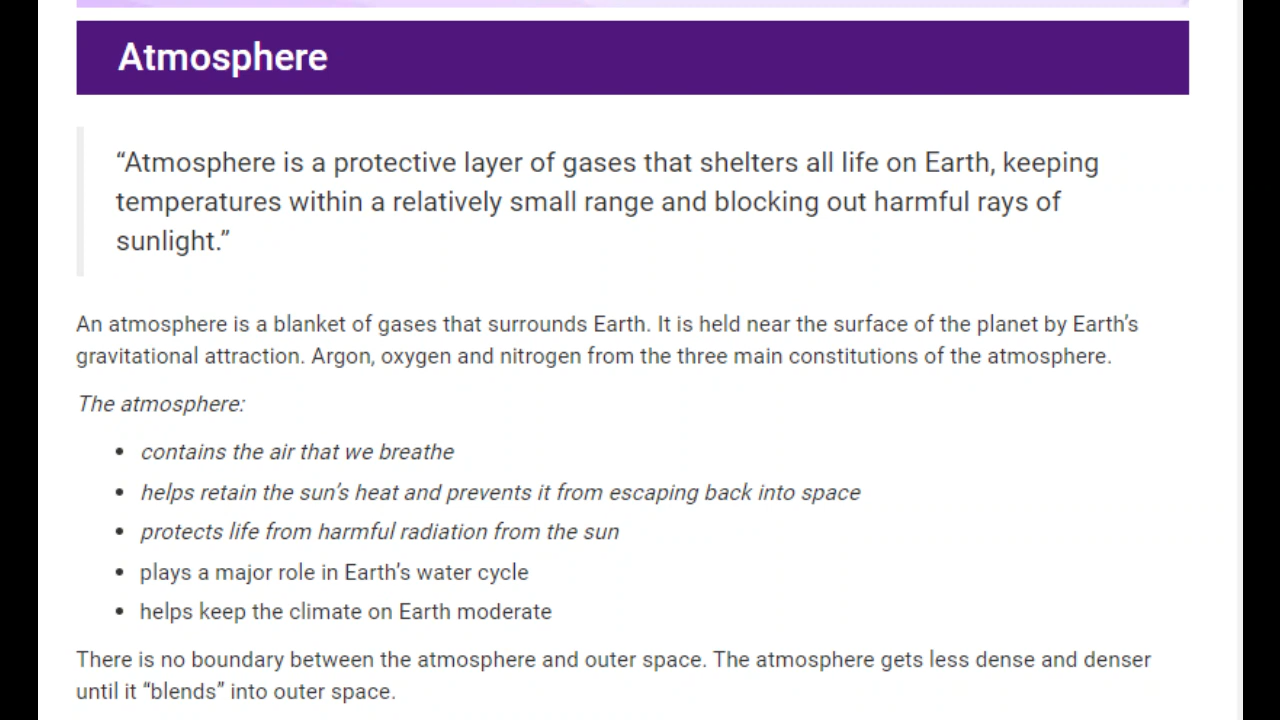 Atmosphere
“Atmosphere is a protective layer of gases that shelters all life on Earth, keeping
temperatures within a relatively small range and blocking out harmful rays of
sunlight.”
An atmosphere is a blanket of gases that surrounds Earth. It is held near the surface of the planet by Earth’s
gravitational attraction. Argon, oxygen and nitrogen from the three main constitutions of the atmosphere.
The atmosphere:
• contains the air that we breathe
• helps retain the sun’s heat and prevents it from escaping back into space
• protects life from harmful radiation from the sun
• plays a major role in Earth’s water cycle
• helps keep the climate on Earth moderate
There is no boundary between the atmosphere and outer space. The atmosphere gets less dense and denser
until it “blends” into outer space.